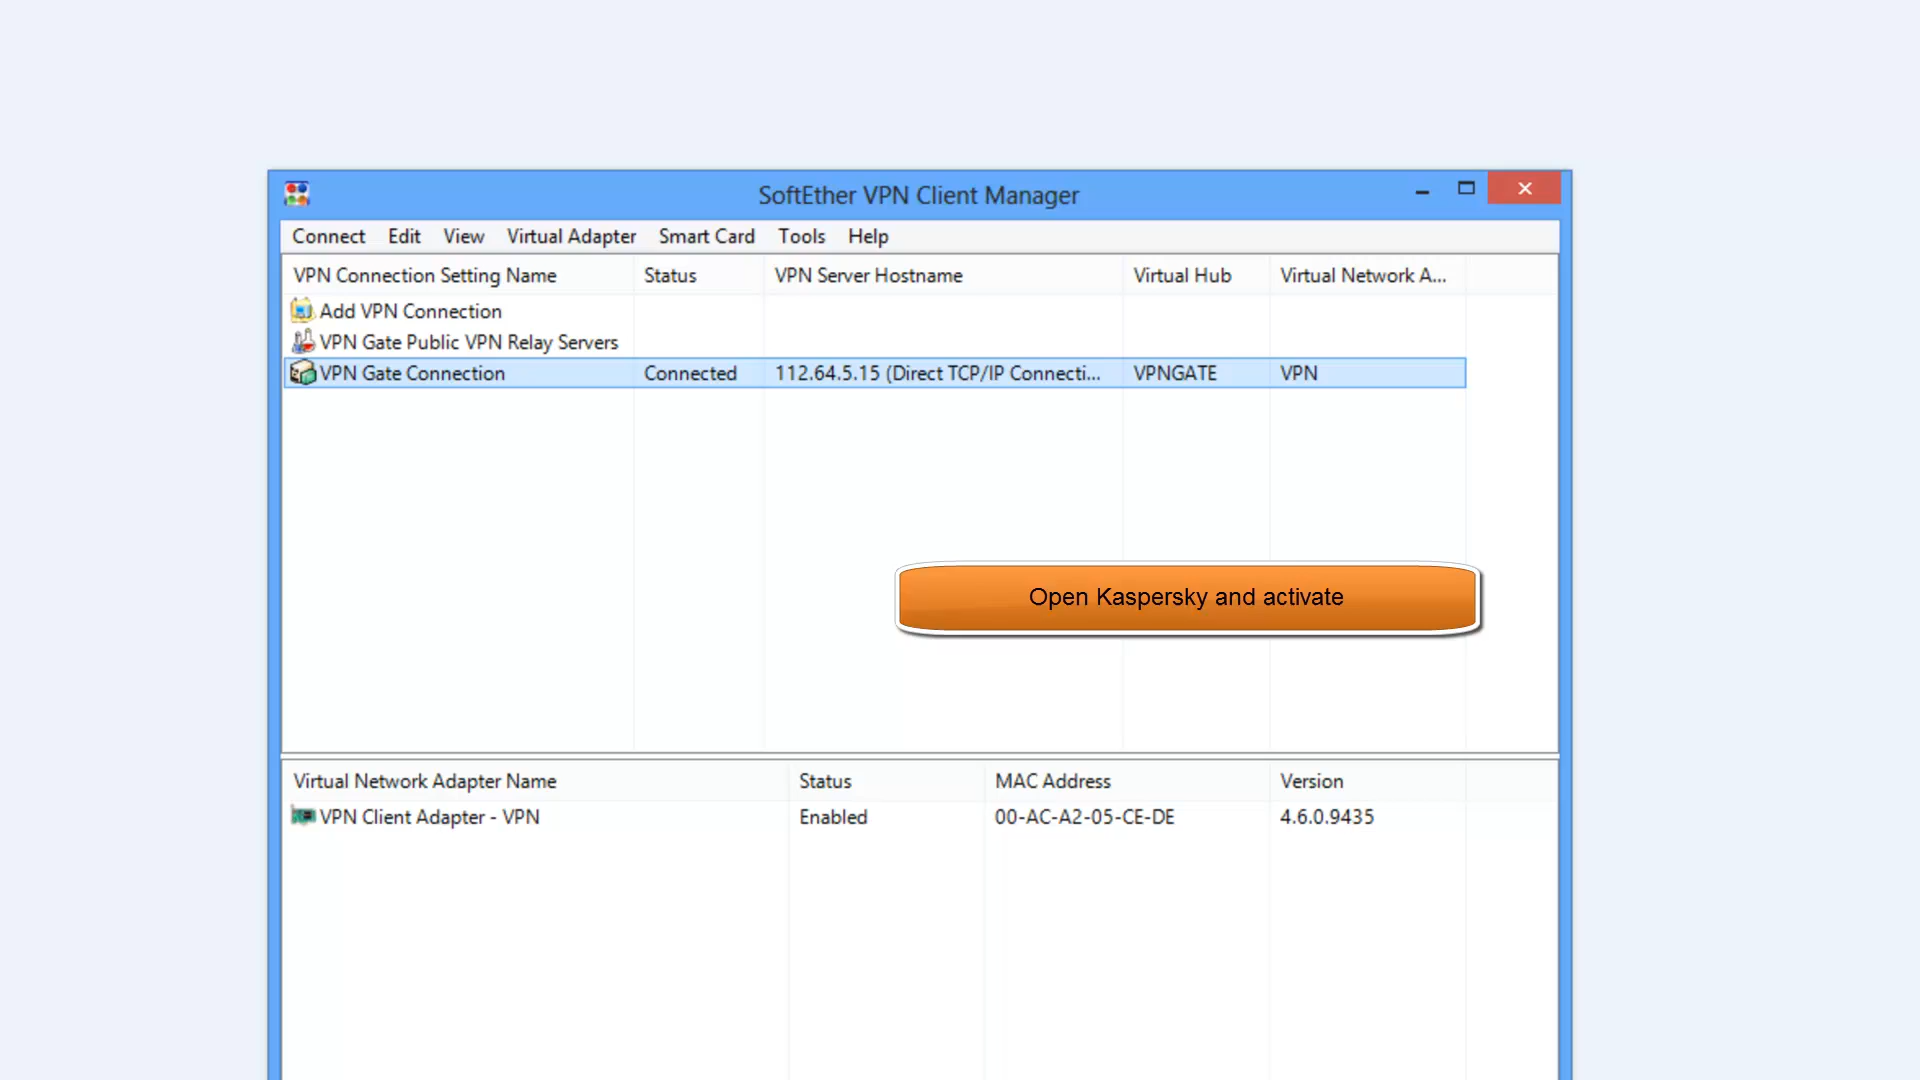 SoftEther VPN Client Manager
Connect Edit View Virtual Adapter Smart Card Tools Help
VPN Connection Setting Name Status VPN Server Hostname Virtual Hub Virtual Network A...
Add VPN Connection
VPN Gate Public VPN Relay Servers
VPN Gate Connection Connected 112.64.5.15 (Direct TCP/IP Connecti... VPNGATE VPN
Open Kaspersky and activate
Virtual Network Adapter Name Status MAC Address Version
VPN Client Adapter - VPN Enabled 00-AC-A2-05-CE-DE 4.6.0.9435